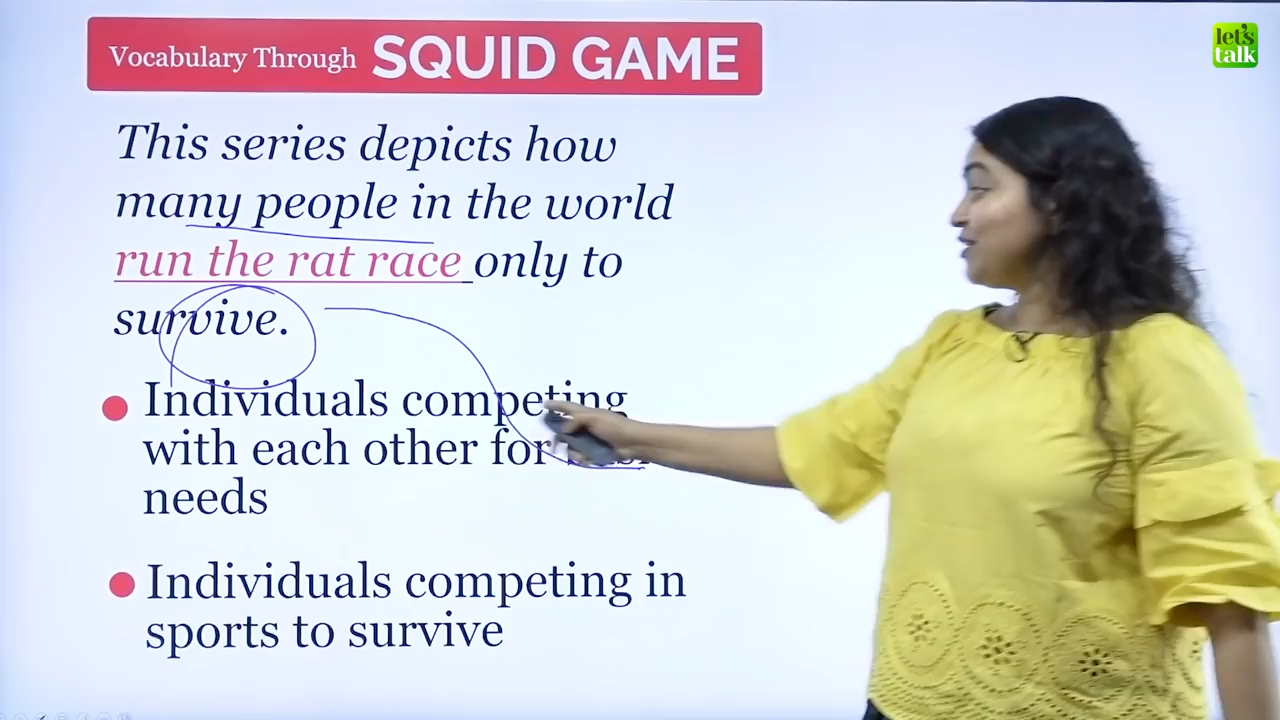 Vocabulary Through SQUID GAME
let's
talk
This series depicts how
many people in the world
run the rat race only to
survive.
Individuals competing
with each other for
needs
Individuals competing in
sports to survive